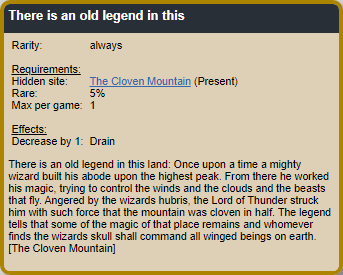 There is an old legend in this
Rarity: always
Requirements:
Hidden site: The Cloven Mountain (Present)
Rare: 5%
Max per game: 1
Effects:
Decrease by 1: Drain
There is an old legend in this land: Once upon a time a mighty
wizard built his abode upon the highest peak. From there he worked
his magic, trying to control the winds and the clouds and the beasts
that fly. Angered by the wizards hubris, the Lord of Thunder struck
him with such force that the mountain was cloven in half. The legend
tells that some of the magic of that place remains and whomever
finds the wizards skull shall command all winged beings on earth.
[The Cloven Mountain]